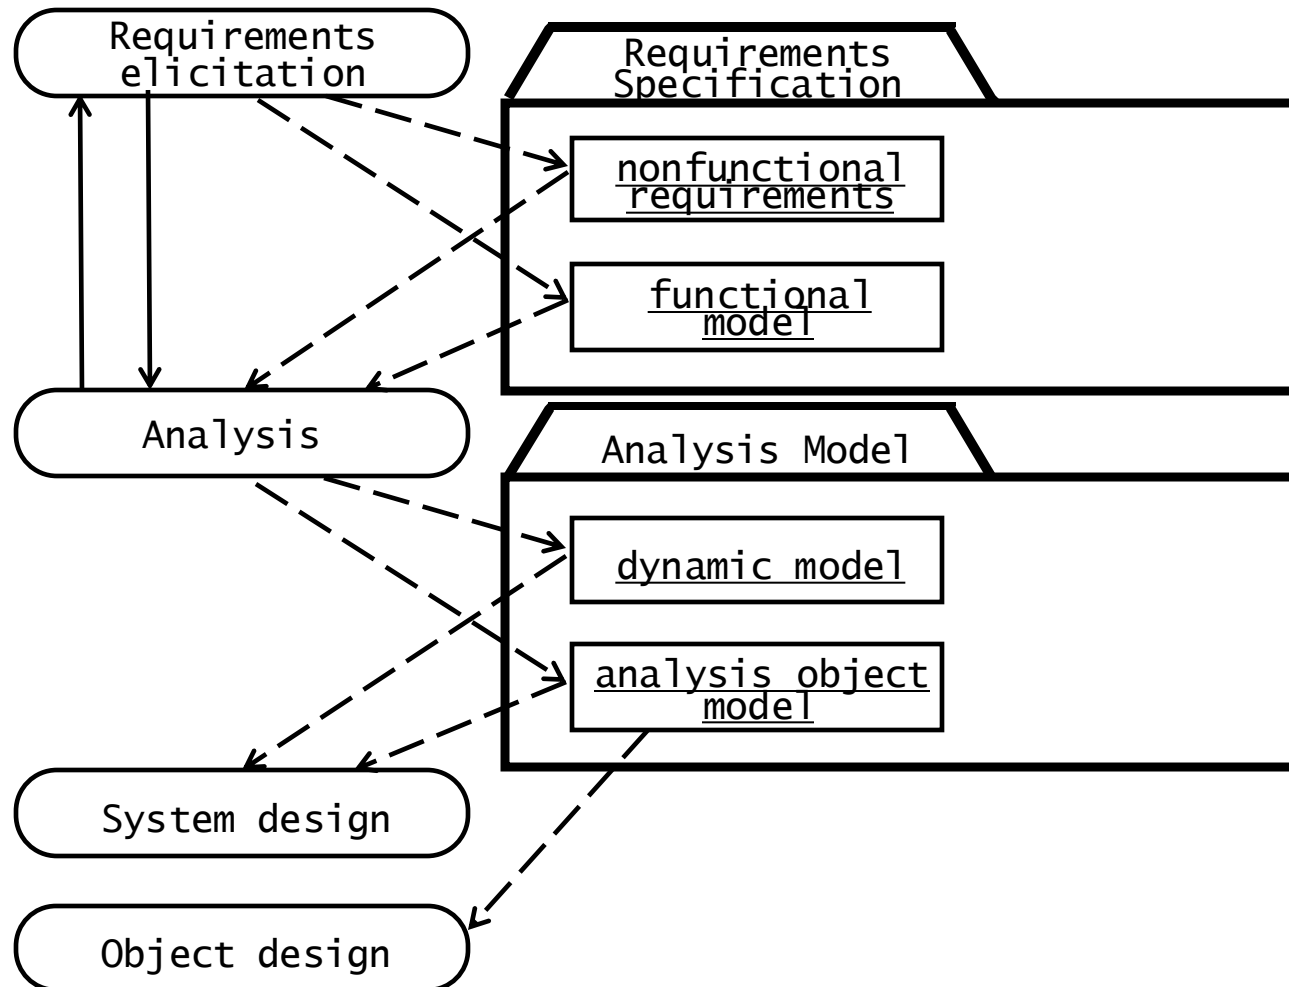 Requirements
elicitation
Requirements
Specification
nonfunctional
requirements
functional
model
Analysis
Analysis Model
dynamic model
analysis object
model
System design
Object design